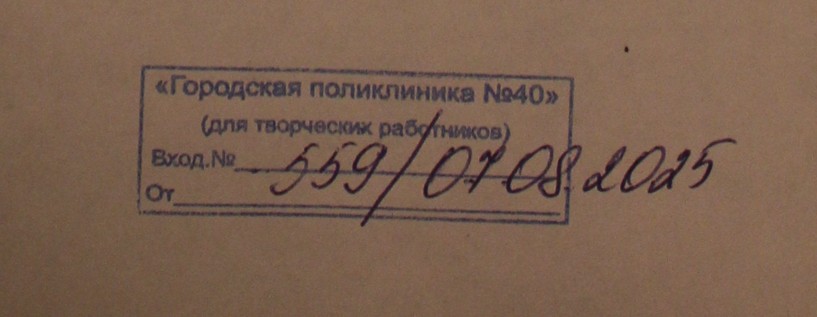 «Городская поликлиника №40»
(для творческих работников)
Вход.№ 559/07.08.2025
От